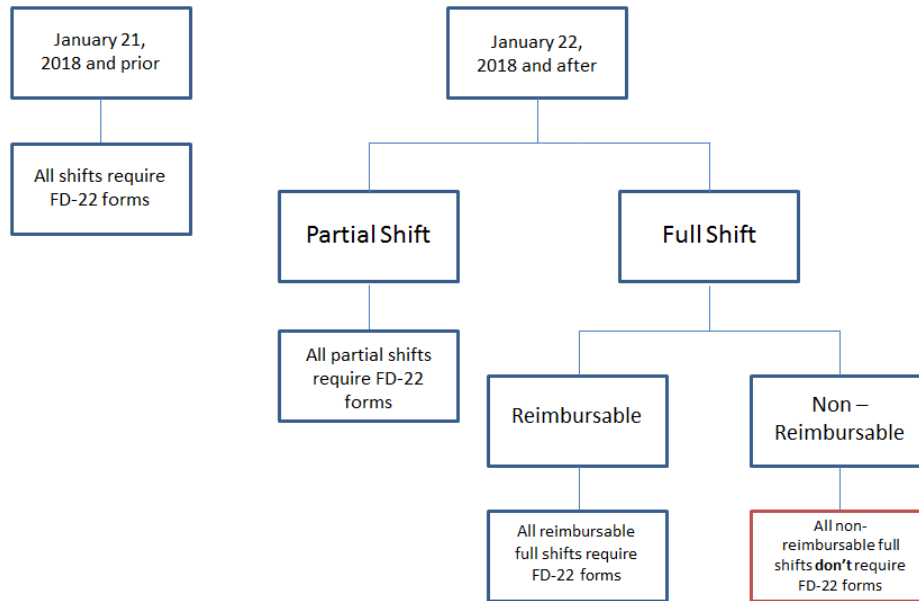 January 21,
2018 and prior
All shifts require
FD-22 forms
January 22,
2018 and after
Partial Shift
All partial shifts
require FD-22
forms
Full Shift
Reimbursable
All reimbursable
full shifts require
FD-22 forms
Non –
Reimbursable
All non-
reimbursable full
shifts don't require
FD-22 forms